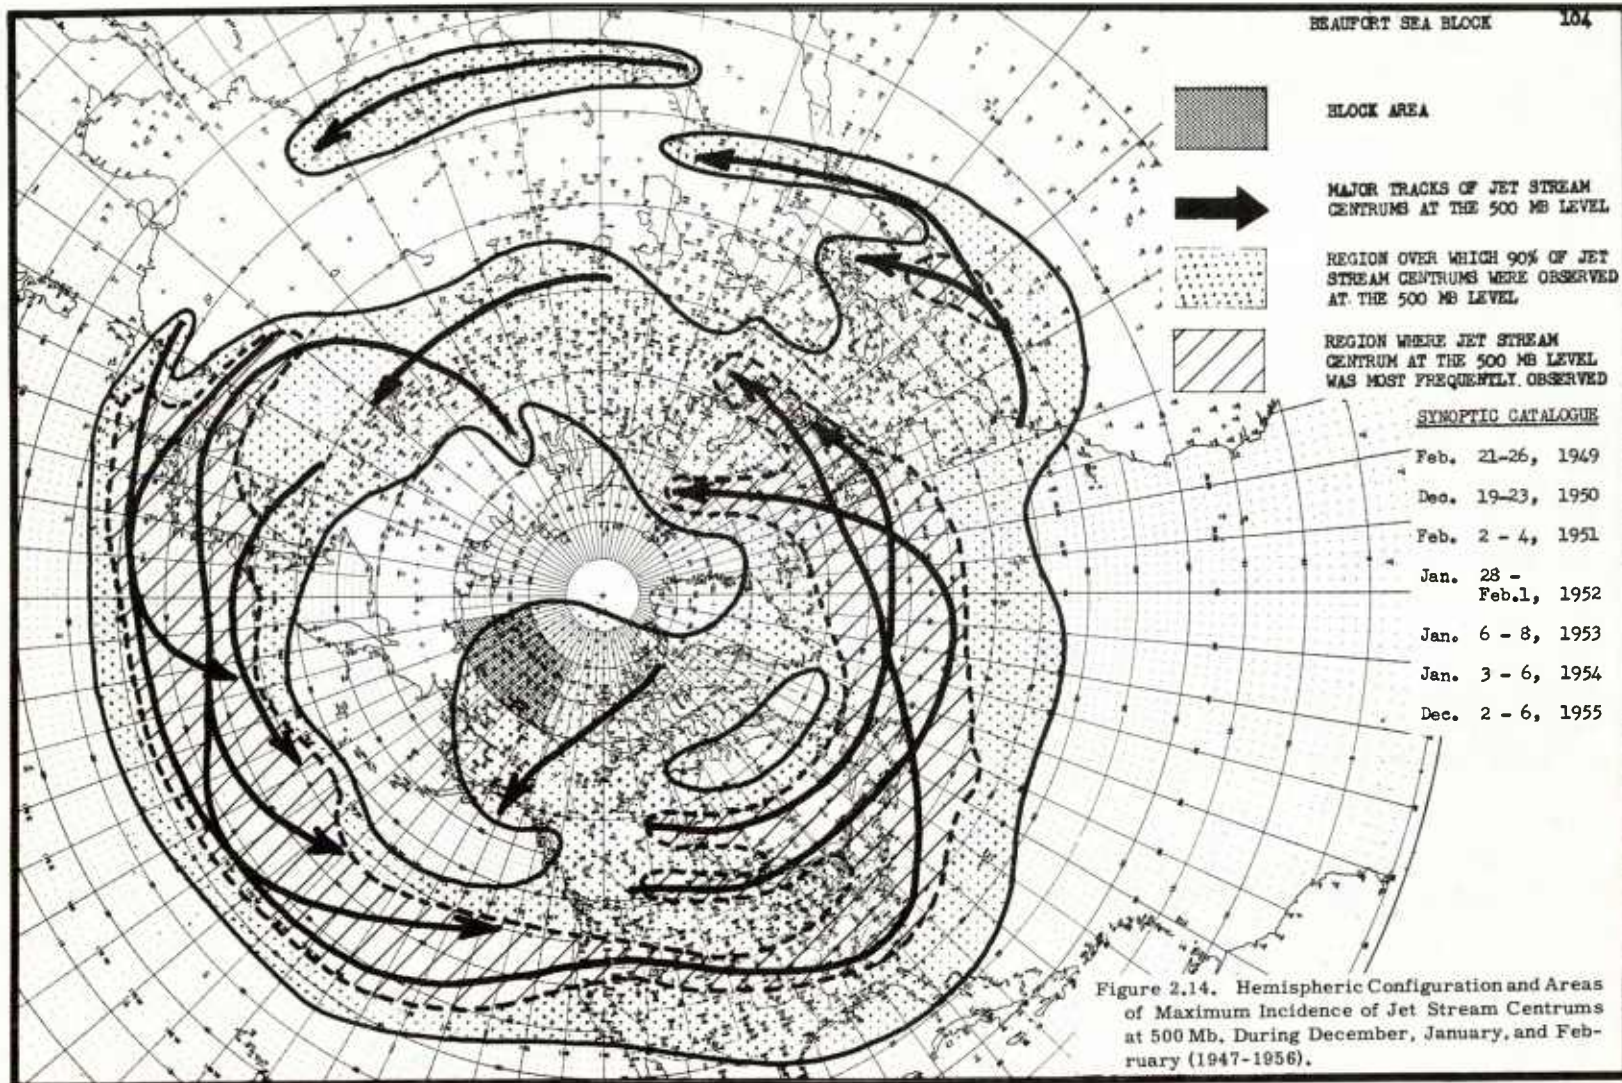 BEAUFORT SEA BLOCK 104
BLOCK AREA
MAJOR TRACKS OF JET STREAM
CENTRUMS AT THE 500 MB LEVEL
REGION OVER WHICH 90% OF JET
STREAM CENTRUMS WERE OBSERVED
AT THE 500 MB LEVEL
REGION WHERE JET STREAM
CENTRUM AT THE 500 MB LEVEL
WAS MOST FREQUENTLY OBSERVED
SYNOPTIC CATALOGUE
Feb. 21-26, 1949
Dec. 19-23, 1950
Feb. 2 - 4, 1951
Jan. 28 -
Feb.1, 1952
Jan. 6 - 8, 1953
Jan. 3 - 6, 1954
Dec. 2 - 6, 1955
Figure 2.14. Hemispheric Configuration and Areas
of Maximum Incidence of Jet Stream Centrums
at 500 Mb. During December, January, and Feb-
ruary (1947-1956).